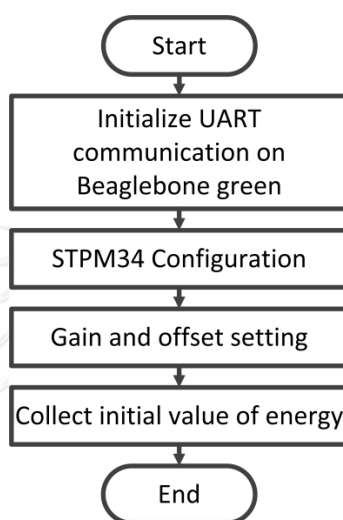 Start
Initialize UART
communication on
Beaglebone green
STPM34 Configuration
Gain and offset setting
Collect initial value of energy
End